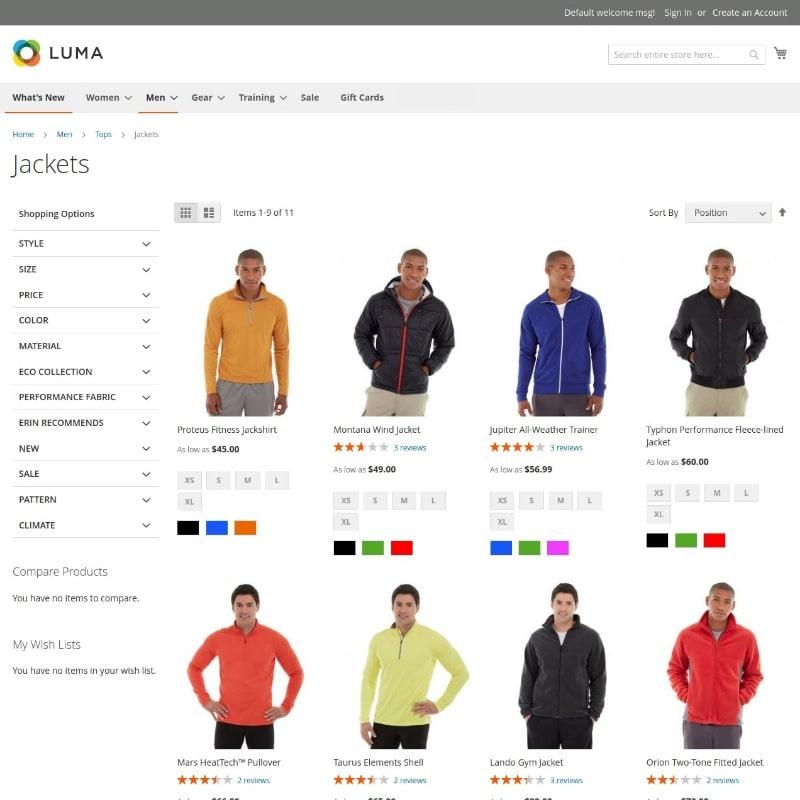 Default welcome msg! Sign In or Create an Account
LUMA
Search entire store here...
What's New Women Men Gear Training Sale Gift Cards
Home > Men > Tops > Jackets
Jackets
Shopping Options
Items 1-9 of 11
Sort By Position
STYLE
SIZE
PRICE
COLOR
MATERIAL
ECO COLLECTION
PERFORMANCE FABRIC
ERIN RECOMMENDS
NEW
SALE
PATTERN
CLIMATE
Compare Products
You have no items to compare.
My Wish Lists
You have no items in your wish list.
Proteus Fitness Jackshirt
As low as $45.00
XS S M L
XL
Montana Wind Jacket
3 reviews
As low as $49.00
XS S M L
XL
Jupiter All-Weather Trainer
3 reviews
As low as $56.99
XS S M L
XL
Typhon Performance Fleece-lined
Jacket
As low as $60.00
XS S M L
XL
Mars HeatTech™ Pullover
2 reviews
Taurus Elements Shell
2 reviews
Lando Gym Jacket
3 reviews
Orion Two-Tone Fitted Jacket
2 reviews